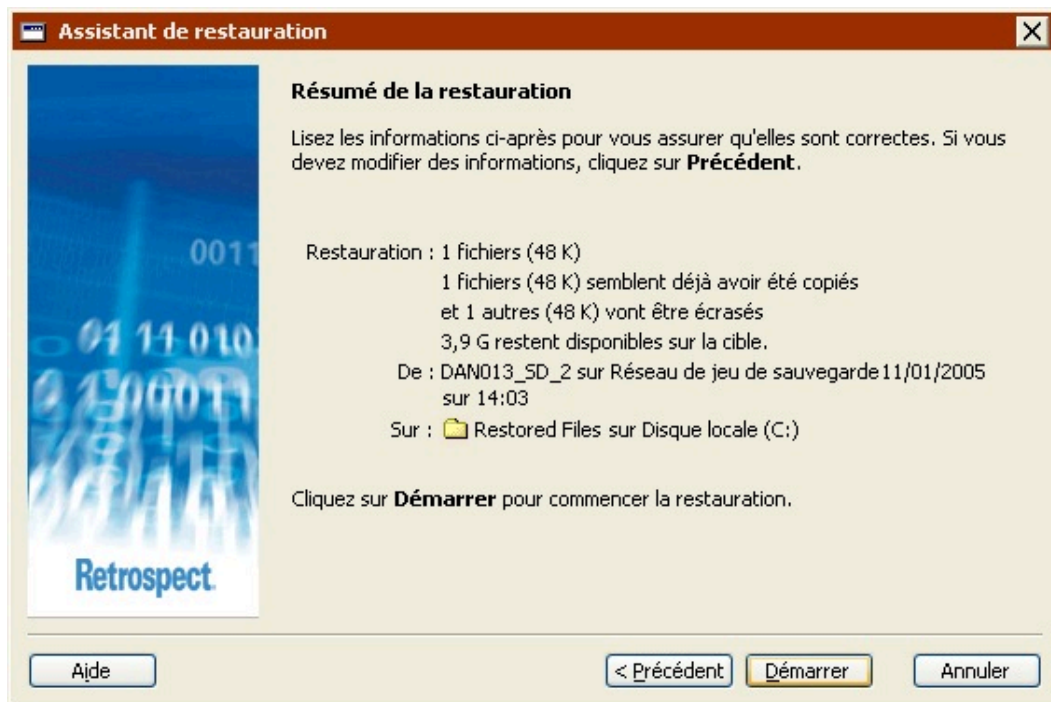 Assistant de restauration
Résumé de la restauration
Lisez les informations ci-après pour vous assurer qu'elles sont correctes. Si vous
devez modifier des informations, cliquez sur Précédent.
0011
Restauration : 1 fichiers (48 K)
1 fichiers (48 K) semblent déjà avoir été copiés
et 1 autres (48 K) vont être écrasés
01 11 010
3,9 G restent disponibles sur la cible.
De : DAN013_SD_2 sur Réseau de jeu de sauvegarde11/01/2005
sur 14:03
Sur : Restored Files sur Disque locale (C:)
Cliquez sur Démarrer pour commencer la restauration.
Retrospect.
Aide
< Précédent
Démarrer
Annuler